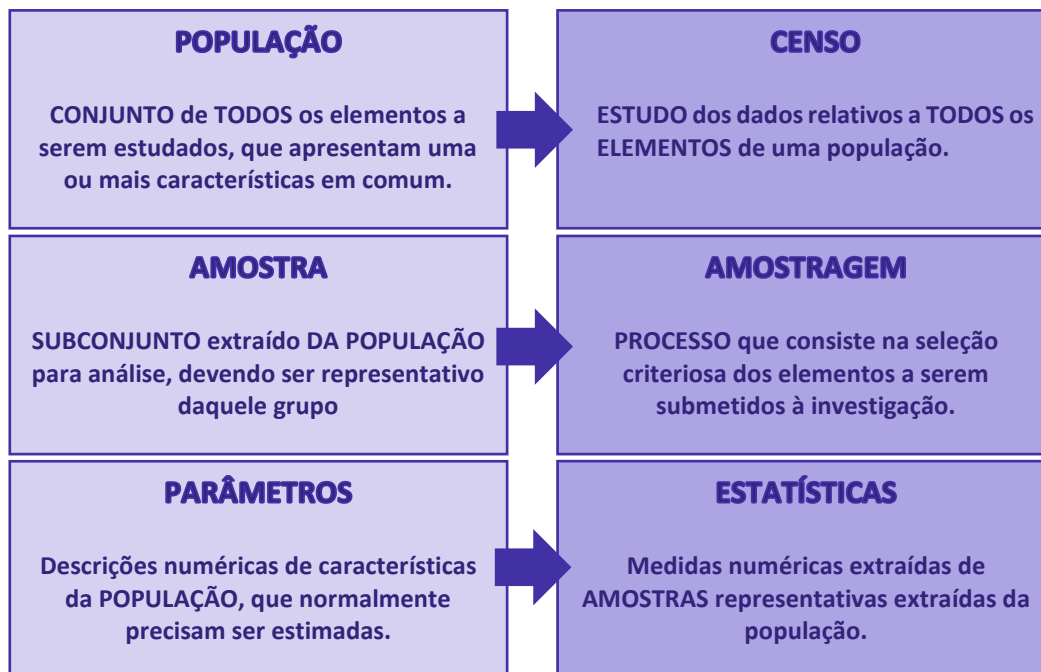 POPULAÇÃO
CONJUNTO de TODOS os elementos a
serem estudados, que apresentam uma
ou mais características em comum.
CENSO
ESTUDO dos dados relativos a TODOS os
ELEMENTOS de uma população.
AMOSTRA
SUBCONJUNTO extraído DA POPULAÇÃO
para análise, devendo ser representativo
daquele grupo
AMOSTRAGEM
PROCESSO que consiste na seleção
criteriosa dos elementos a serem
submetidos à investigação.
PARÂMETROS
Descrições numéricas de características
da POPULAÇÃO, que normalmente
precisam ser estimadas.
ESTATÍSTICAS
Medidas numéricas extraídas de
AMOSTRAS representativas extraídas da
população.